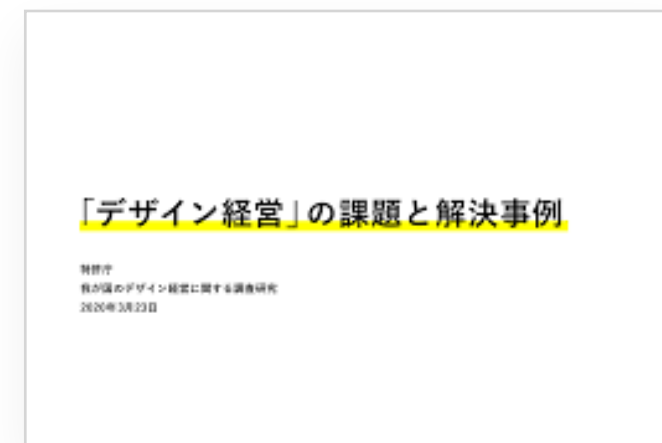 「デザイン経営」の課題と解決事例
特許庁
我が国のデザイン経営に関する調査研究
2020年3月23日